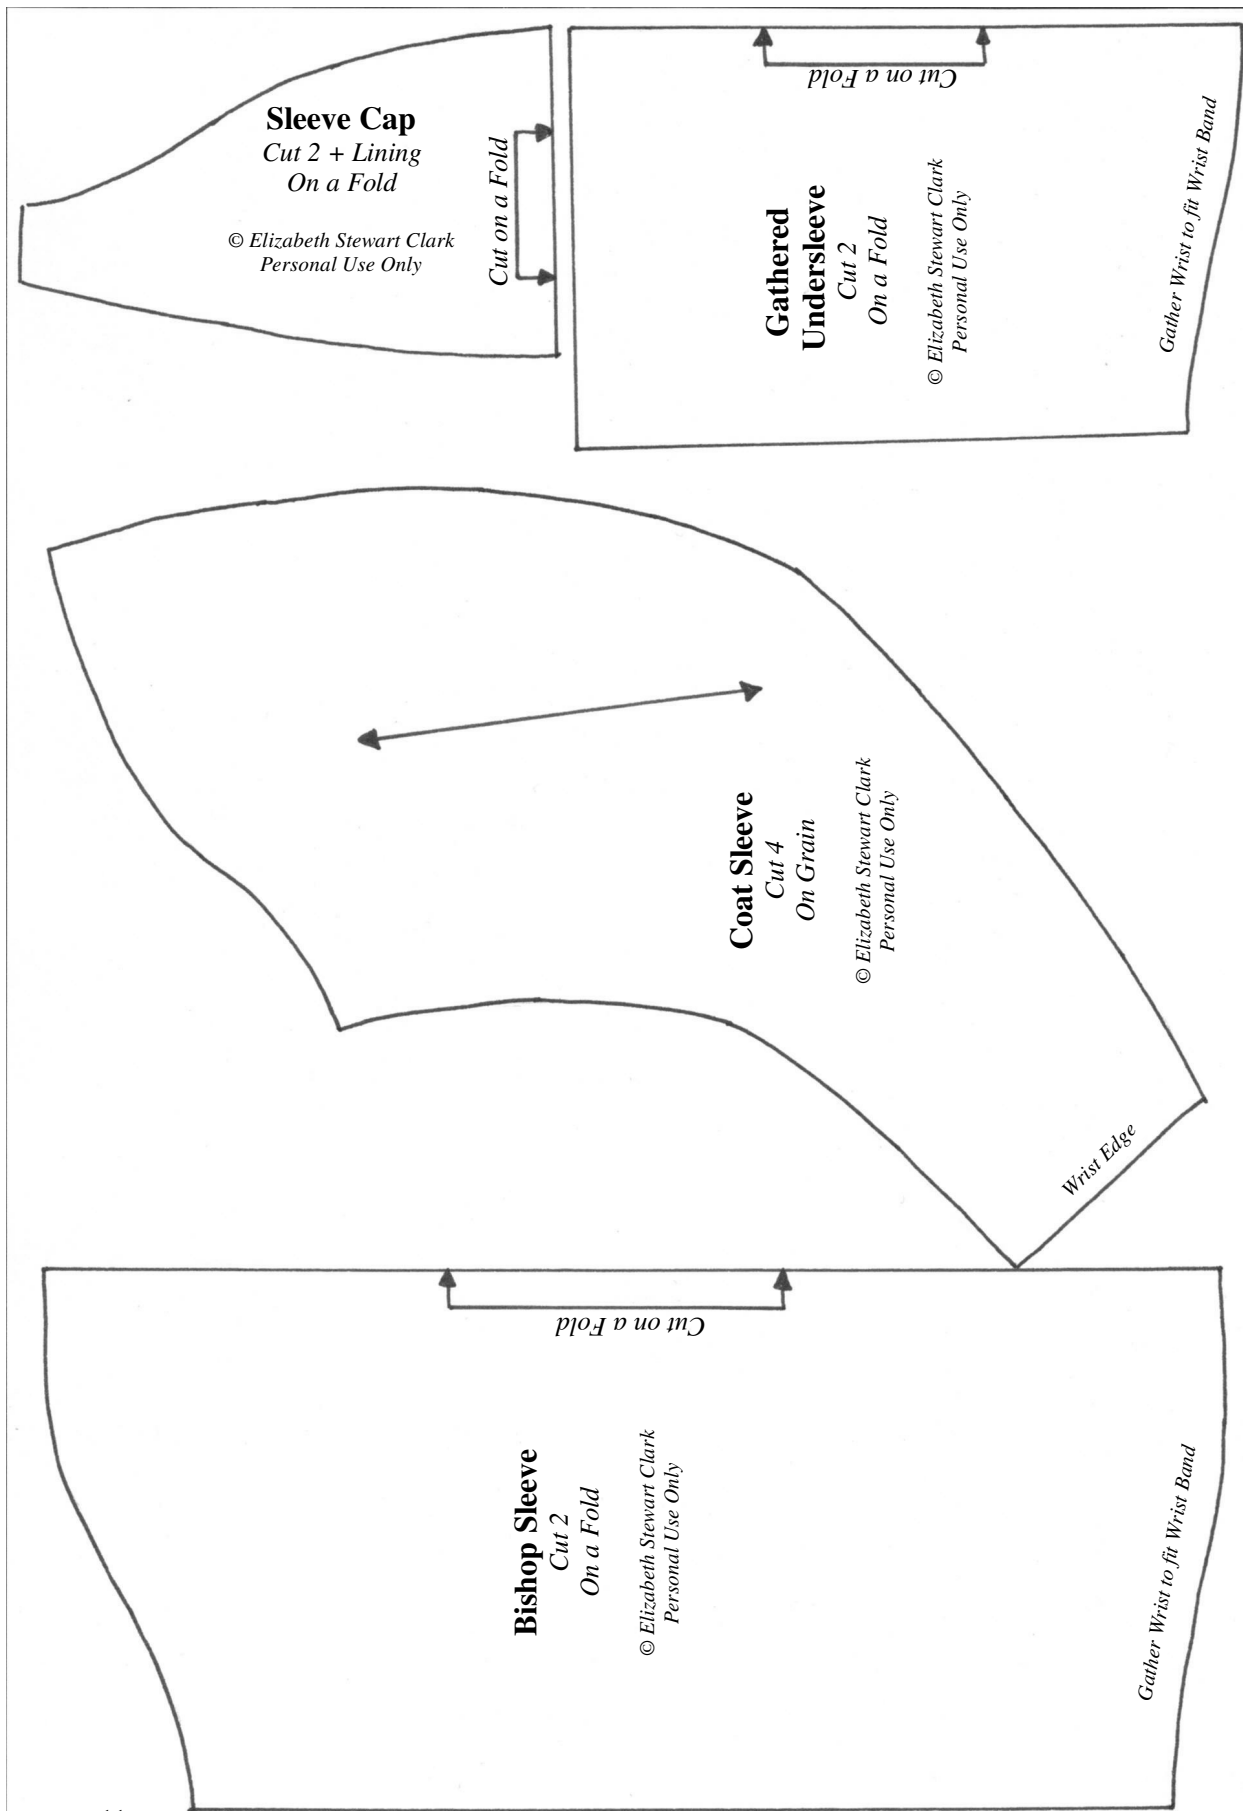 Sleeve Cap
Cut 2 + Lining
On a Fold
© Elizabeth Stewart Clark
Personal Use Only
Cut on a Fold
Cut on a Fold
Gathered
Undersleeve
Cut 2
On a Fold
© Elizabeth Stewart Clark
Personal Use Only
Gather Wrist to fit Wrist Band
Coat Sleeve
Cut 4
On Grain
© Elizabeth Stewart Clark
Personal Use Only
Wrist Edge
Cut on a Fold
Bishop Sleeve
Cut 2
On a Fold
© Elizabeth Stewart Clark
Personal Use Only
Gather Wrist to fit Wrist Band